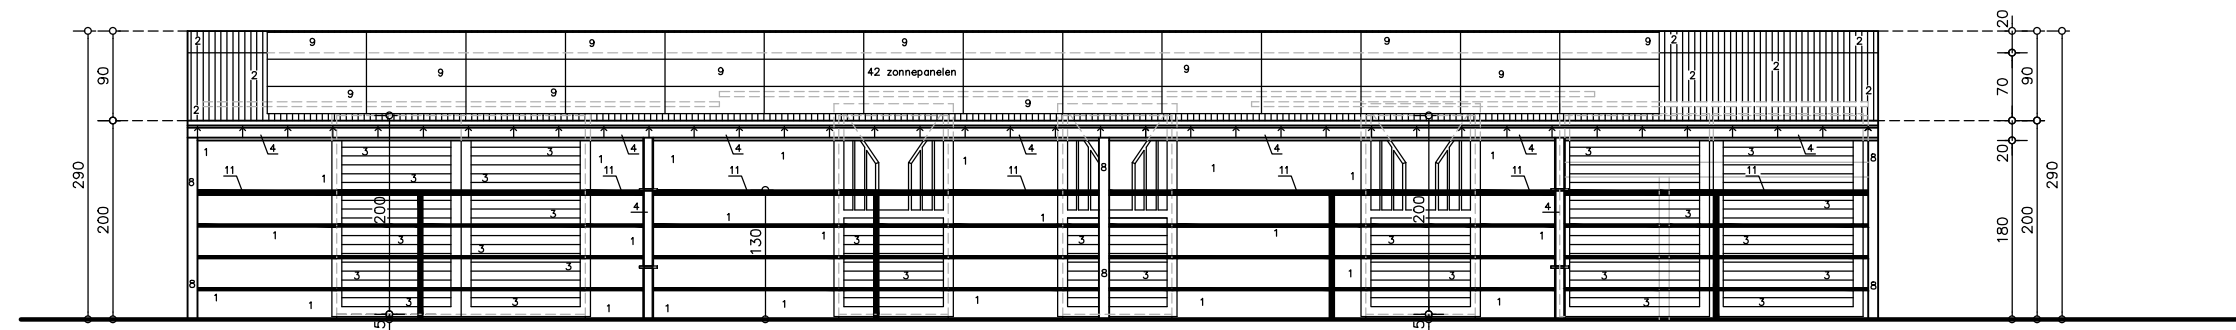 20
2 9 9 9 9 9 2 2
90 2 9 9 42 zonnepanelen 9 9 2 2 70 90
2 9 9 9 2
4 4 4 4 4 4 4
1 3 3 1 1 1 1 1 3 3 8 20
290 8 1 11 3 3 11 11 8 11 1 11 1 11 11 290
200 200 4 3 1 1 200 4 3 3 200
1 3 3 1 130 1 3 3 1 3 1 3 180
8 3 3 3 8 3 1 3 3 3 8
1 1 3 3 1 1 1 1 1 1 3 3
5 5